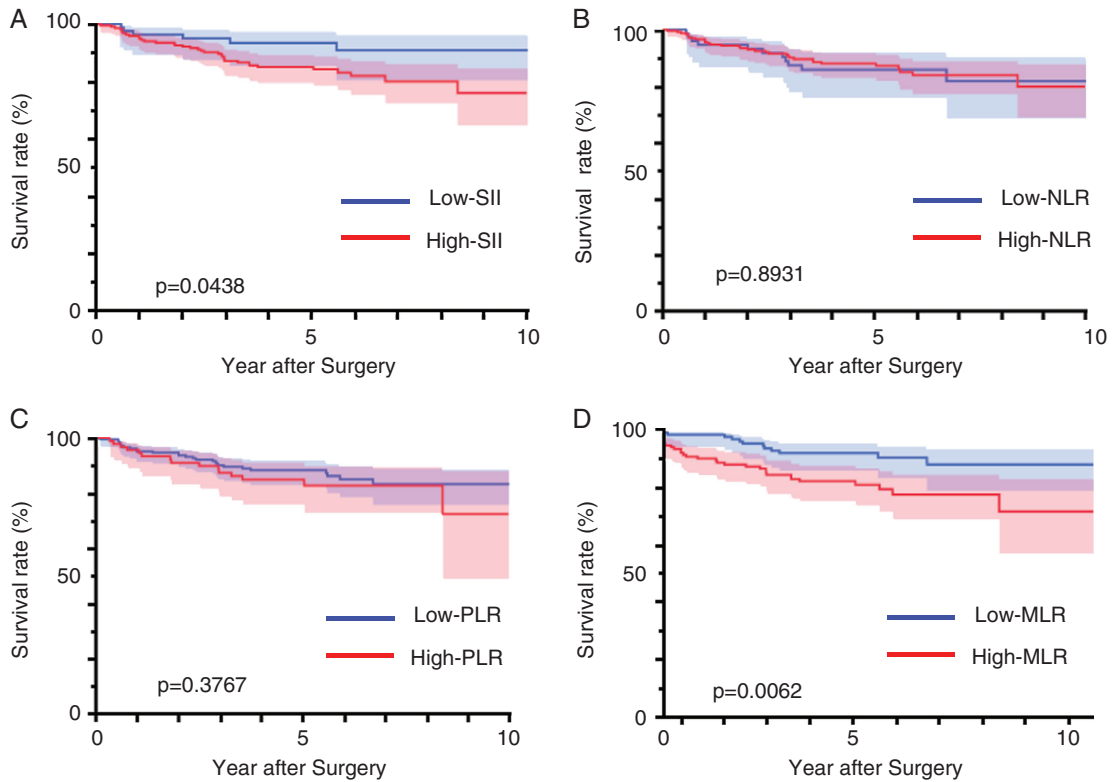 A
100
50
0
Survival rate (%)
Low-SII
High-SII
p=0.0438
0 5 10
Year after Surgery
B
100
50
0
Survival rate (%)
Low-NLR
High-NLR
p=0.8931
0 5 10
Year after Surgery
C
100
50
0
Survival rate (%)
Low-PLR
High-PLR
p=0.3767
0 5 10
Year after Surgery
D
100
50
0
Survival rate (%)
Low-MLR
High-MLR
p=0.0062
0 5 10
Year after Surgery